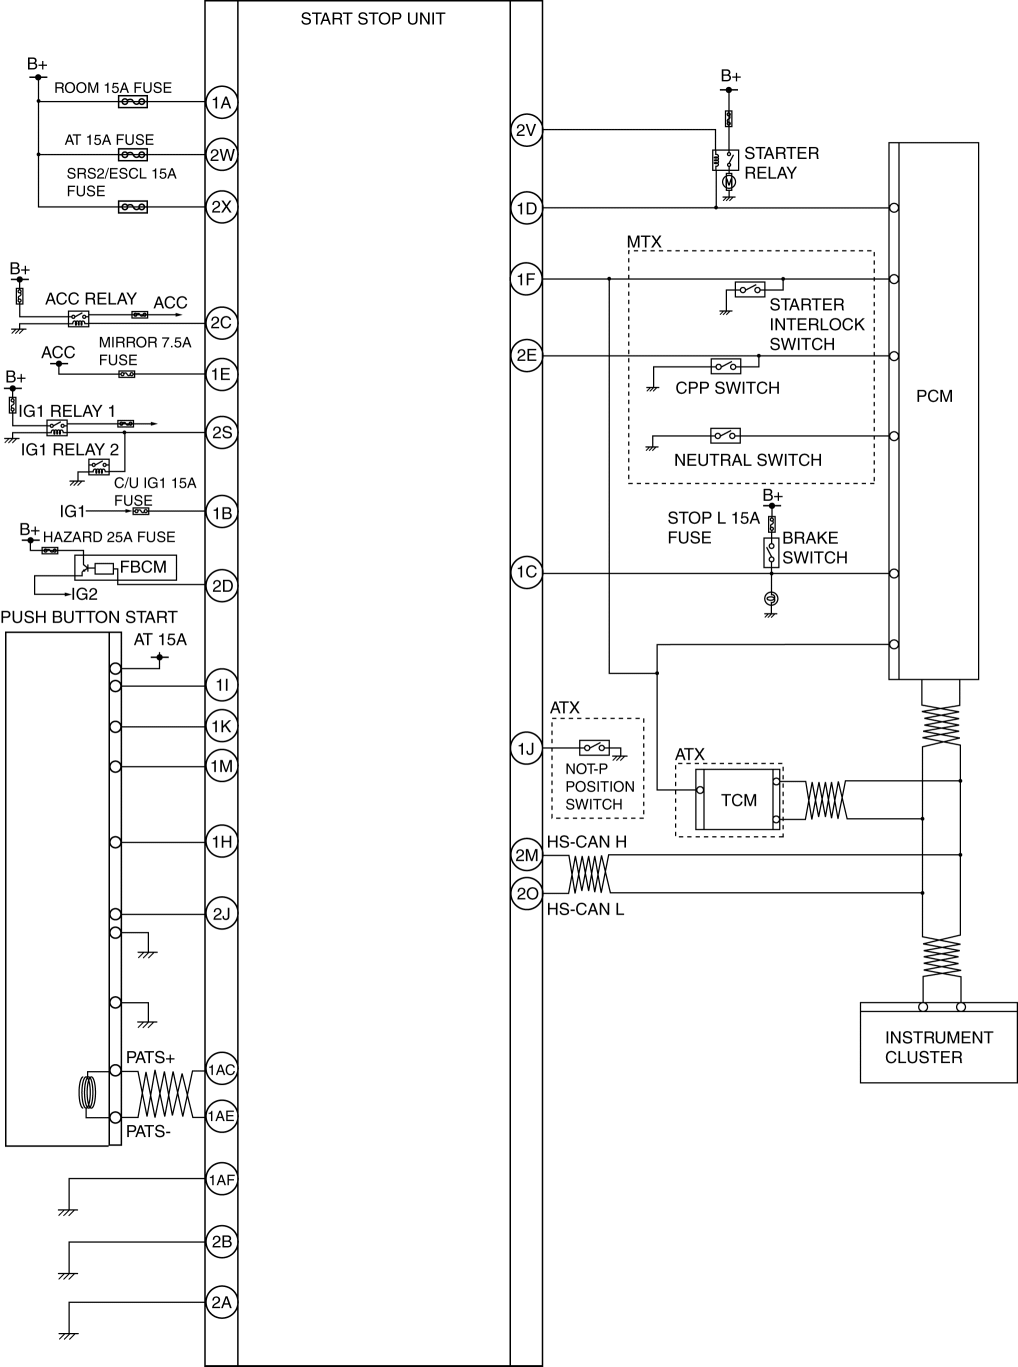 START STOP UNIT
B+
ROOM 15A FUSE
1A
AT 15A FUSE
2W
SRS2/ESCL 15A
FUSE
2X
B+
ACC RELAY
ACC
2C
MIRROR 7.5A
FUSE
ACC
1E
B+
IG1 RELAY 1
2S
IG1 RELAY 2
C/U IG1 15A
FUSE
IG1
1B
B+
HAZARD 25A FUSE
FBCM
2D
IG2
PUSH BUTTON START
AT 15A
1I
1K
1M
1H
2J
PATS+
1AC
1AE
PATS-
1AF
2B
2A
B+
2V
STARTER
RELAY
M
1D
MTX
1F
STARTER
INTERLOCK
SWITCH
2E
CPP SWITCH
PCM
NEUTRAL SWITCH
B+
STOP L 15A
FUSE
BRAKE
SWITCH
1C
ATX
1J
NOT-P
POSITION
SWITCH
ATX
TCM
HS-CAN H
2M
2O
HS-CAN L
INSTRUMENT
CLUSTER